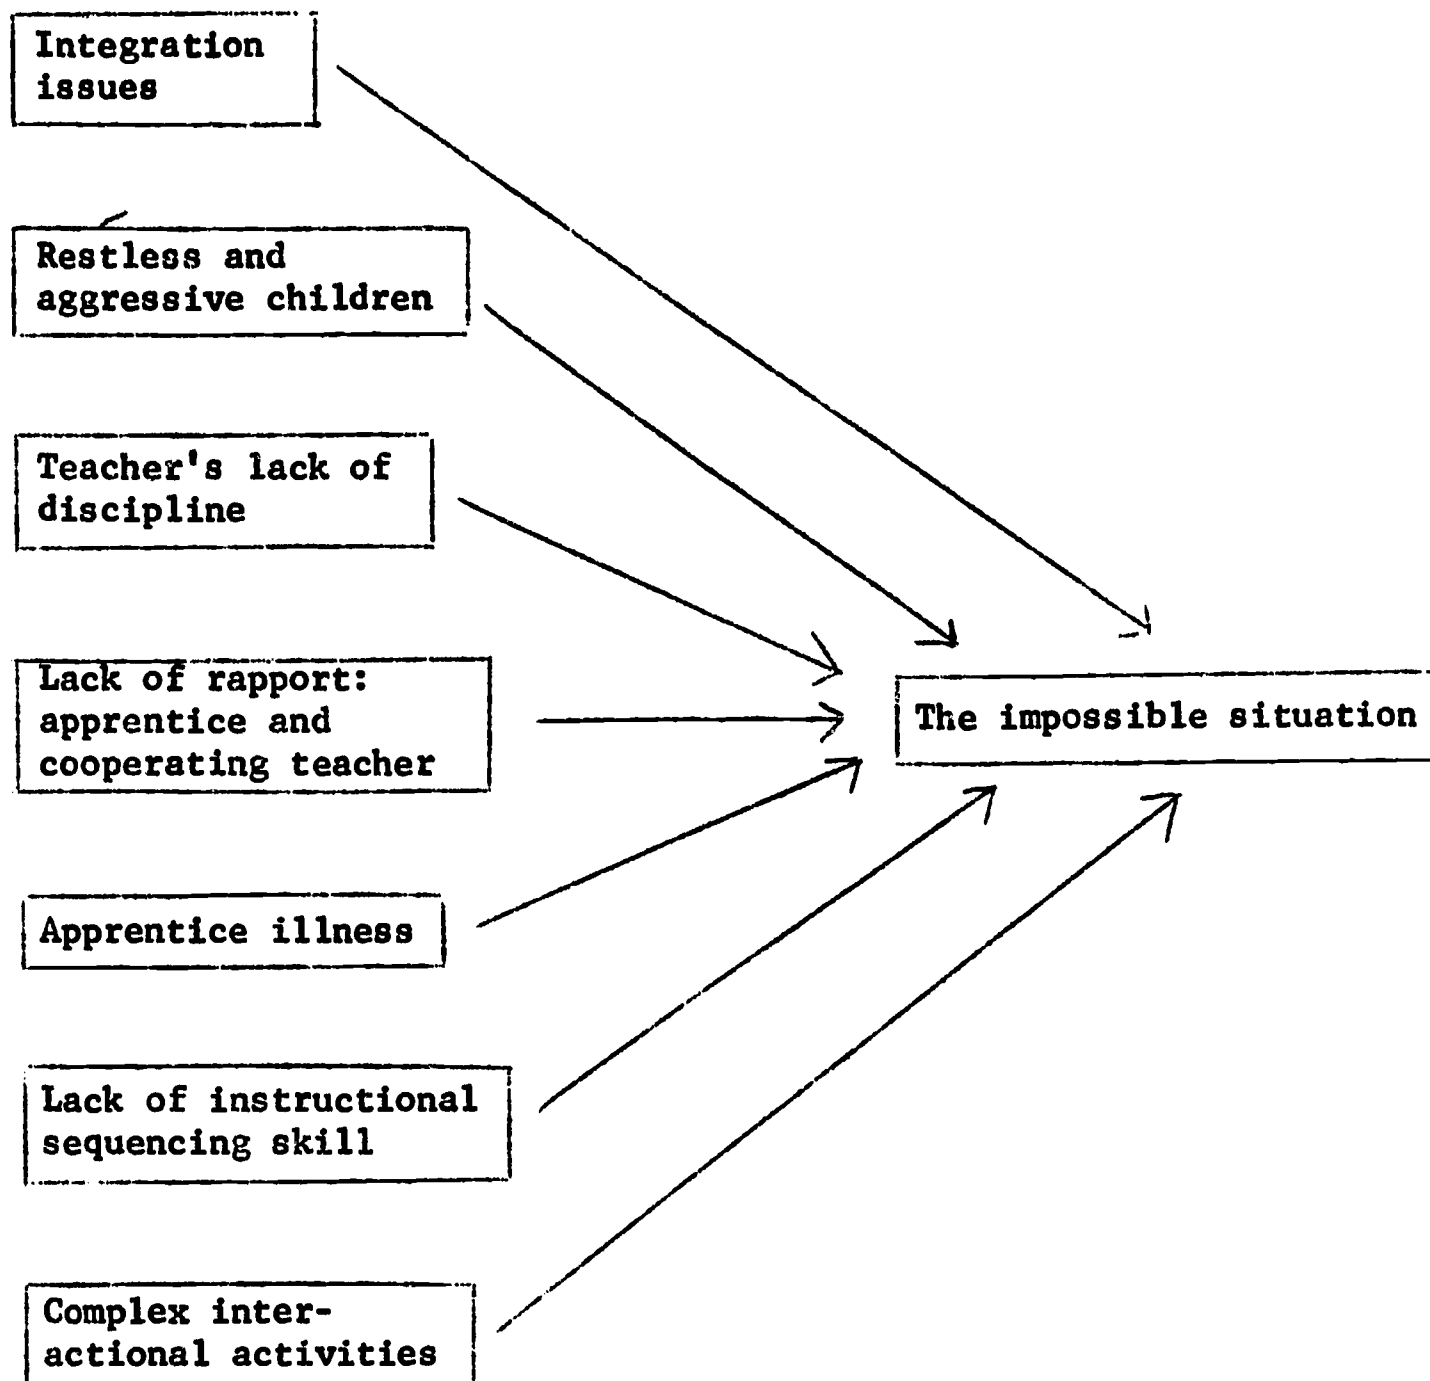 Integration
issues
Restless and
aggressive children
Teacher's lack of
discipline
Lack of rapport:
apprentice and
cooperating teacher
The impossible situation
Apprentice illness
Lack of instructional
sequencing skill
Complex inter-
actional activities